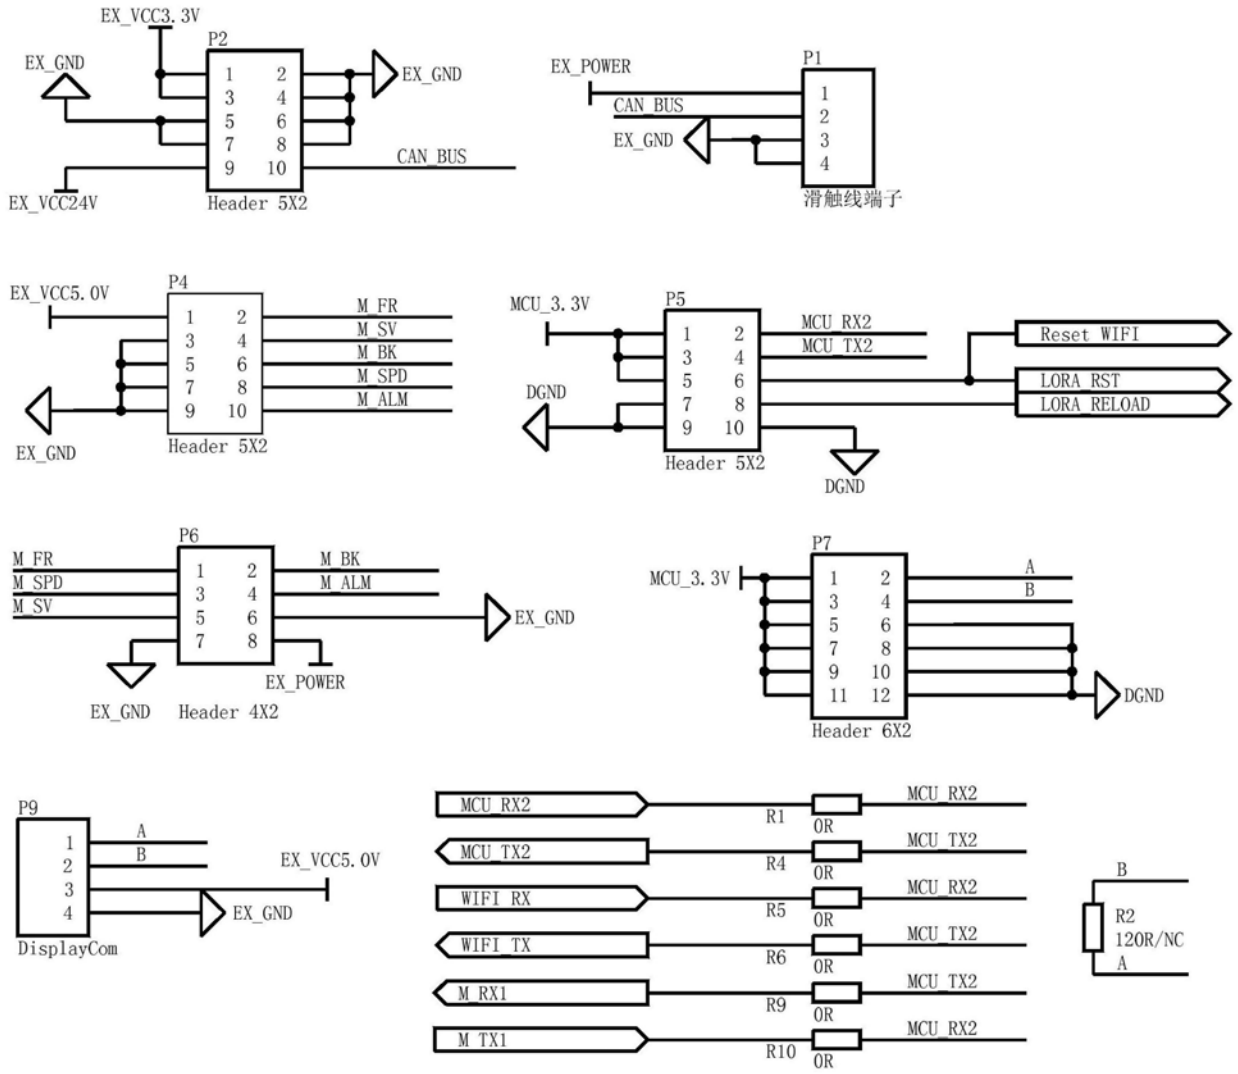 EX_VCC3.3V
P2
EX_GND
1 2
3 4
5 6
7 8
9 10
EX_GND
CAN_BUS
EX_VCC24V
Header 5X2
P1
EX_POWER
1
CAN_BUS
2
EX_GND
3
4
滑触线端子
P4
EX_VCC5.0V
1 2
3 4
5 6
7 8
9 10
M_FR
M_SV
M_BK
M_SPD
M_ALM
EX_GND
Header 5X2
P5
MCU_3.3V
1 2
3 4
5 6
7 8
9 10
MCU_RX2
MCU_TX2
Reset WIFI
LORA_RST
LORA_RELOAD
DGND
Header 5X2
DGND
P6
M_FR
M_SPD
M_SV
1 2
3 4
5 6
7 8
M_BK
M_ALM
EX_GND
EX_POWER
EX_GND
Header 4X2
P7
MCU_3.3V
1 2
3 4
5 6
7 8
9 10
11 12
A
B
DGND
Header 6X2
P9
1
2
3
4
A
B
EX_VCC5.0V
EX_GND
DisplayCom
MCU_RX2
R1
0R
MCU_RX2
MCU_TX2
R4
0R
MCU_TX2
WIFI_RX
R5
0R
MCU_RX2
WIFI_TX
R6
0R
MCU_TX2
M_RX1
R9
0R
MCU_TX2
M_TX1
R10
0R
MCU_RX2
B
R2
120R/NC
A